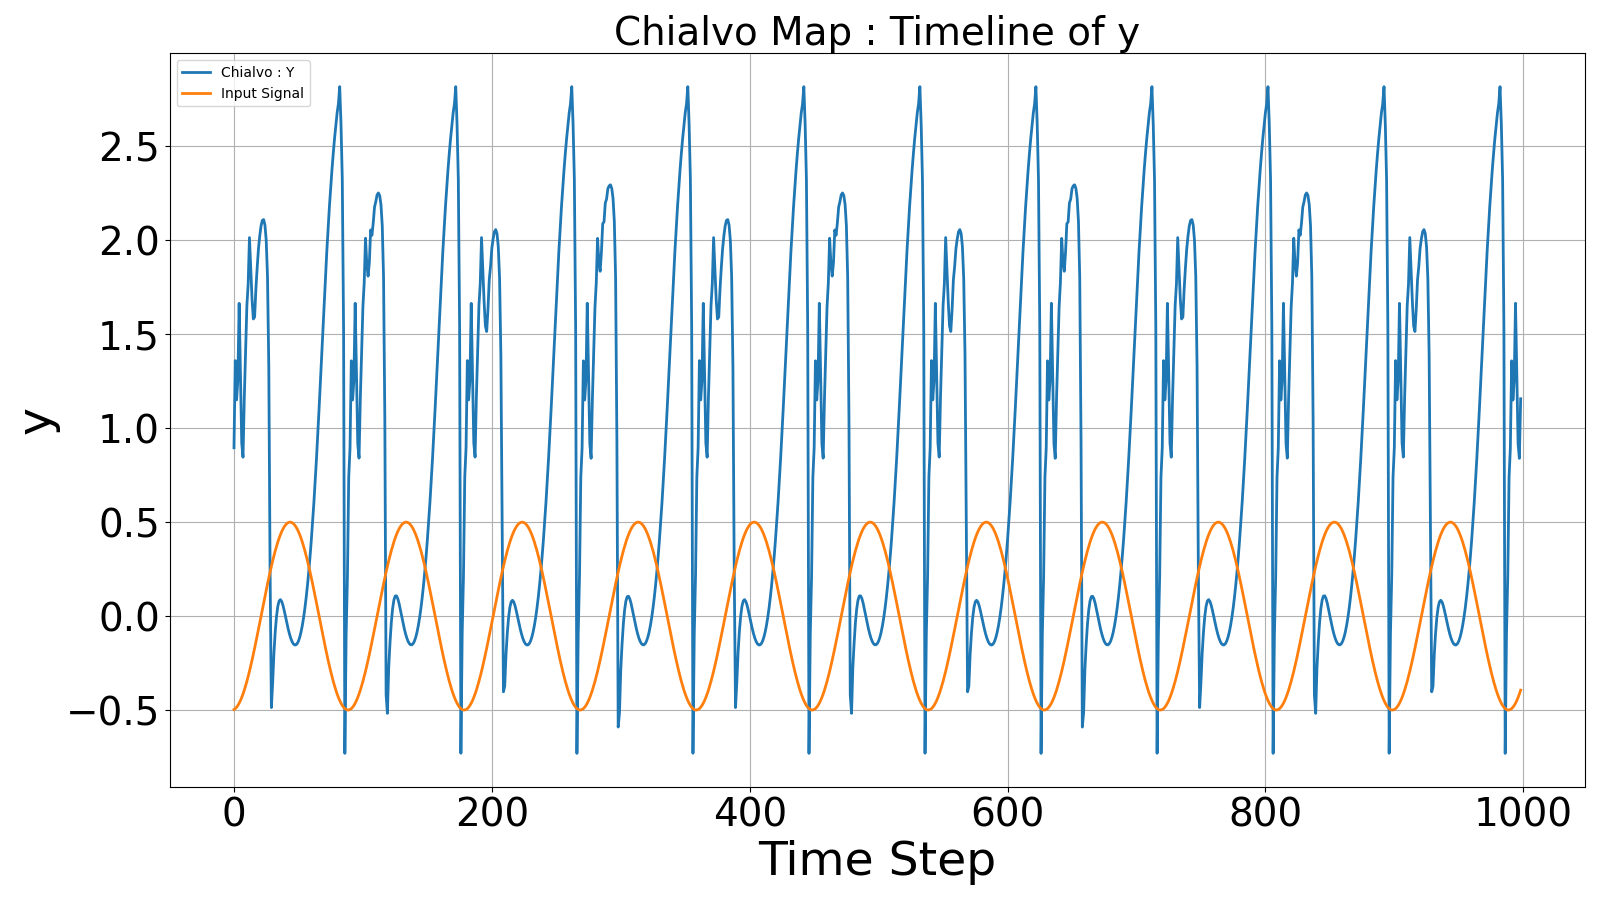 Chialvo Map : Timeline of y
Chialvo : Y
Input Signal
2.5
2.0
1.5
1.0
0.5
0.0
−0.5
y
0 200 400 600 800 1000
Time Step